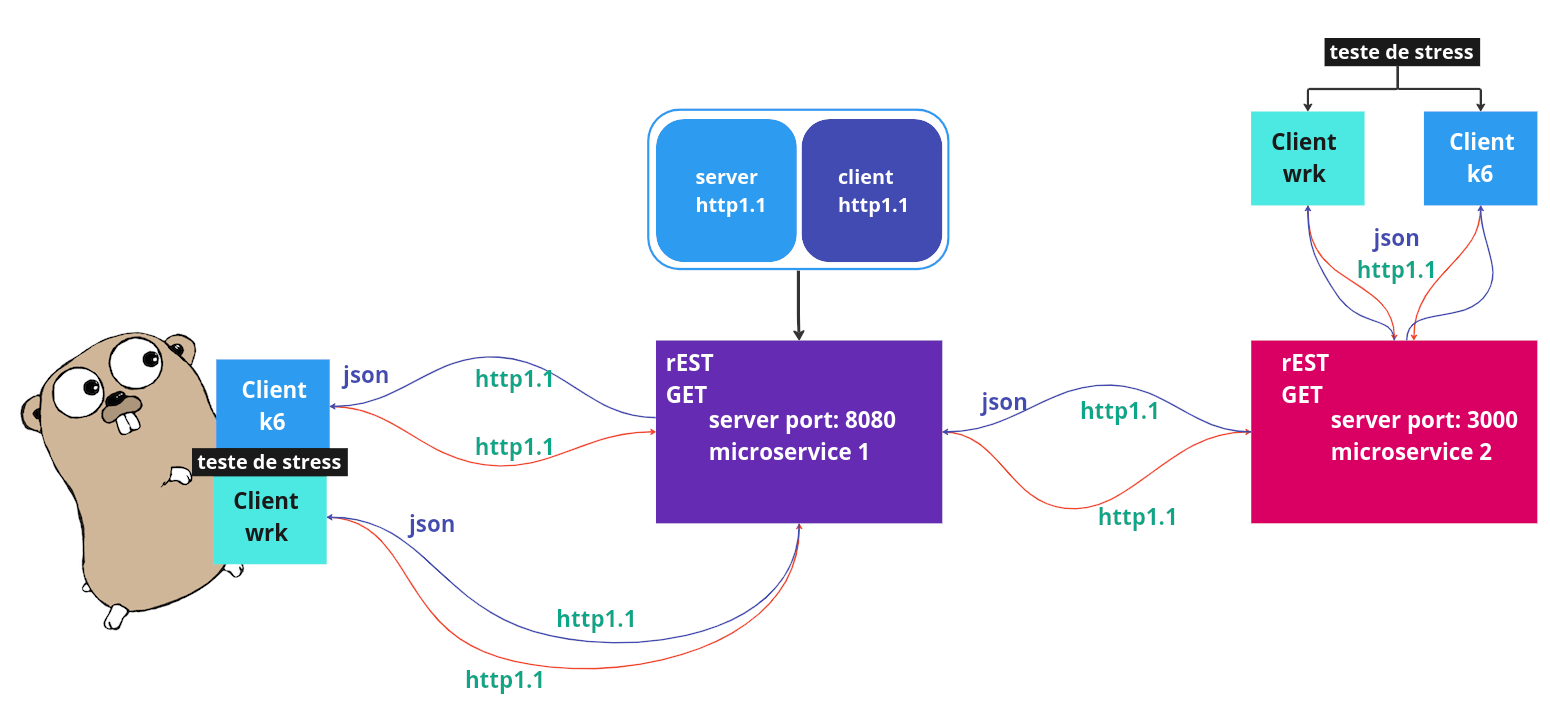 teste de stress
Client
wrk
Client
k6
json
http1.1
server
http1.1
client
http1.1
Client
k6
teste de stress
Client
wrk
json
http1.1
http1.1
json
http1.1
http1.1
rEST
GET
server port: 8080
microservice 1
json
http1.1
http1.1
rEST
GET
server port: 3000
microservice 2